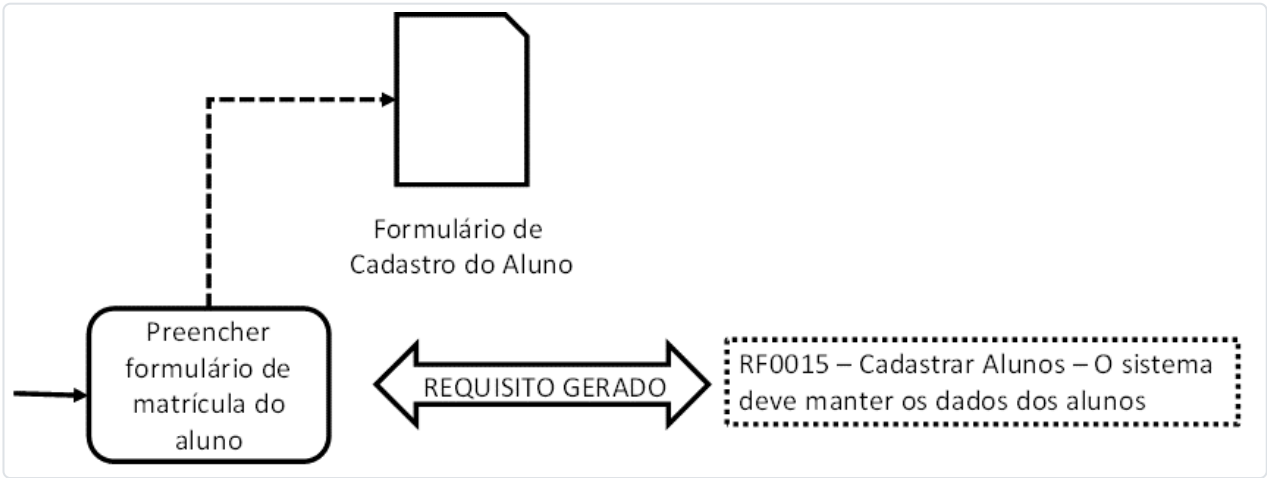 Formulário de
Cadastro do Aluno
Preencher
formulário de
matrícula do
aluno
REQUISITO GERADO
RF0015 – Cadastrar Alunos – O sistema
deve manter os dados dos alunos